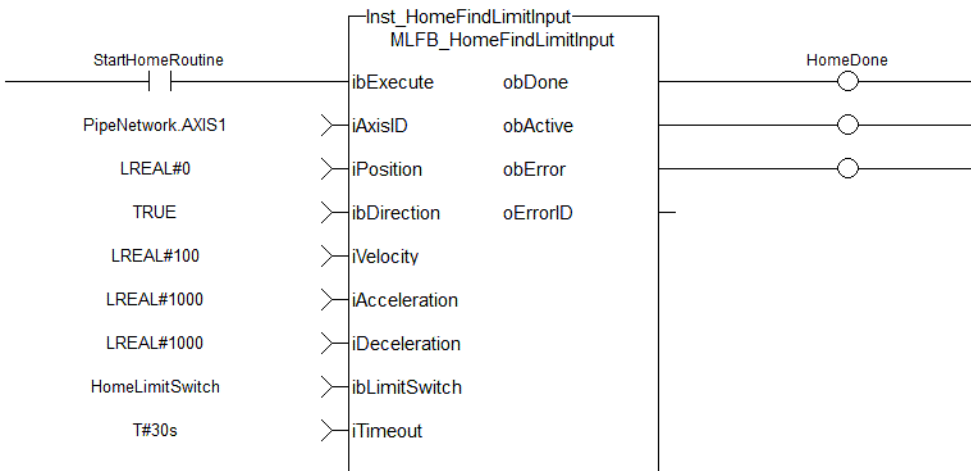 Inst_HomeFindLimitInput
MLFB_HomeFindLimitInput
StartHomeRoutine ibExecute obDone HomeDone
PipeNetwork.AXIS1 iAxisID obActive
LREAL#0 iPosition obError
TRUE ibDirection oErrorID
LREAL#100 iVelocity
LREAL#1000 iAcceleration
LREAL#1000 iDeceleration
HomeLimitSwitch ibLimitSwitch
T#30s iTimeout